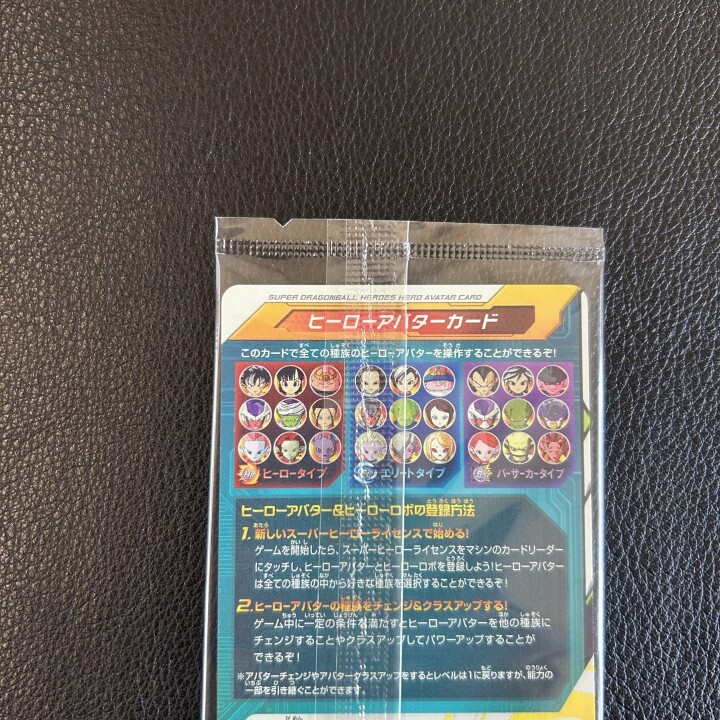 SUPER DRAGONBALL HEROES HERO AVATAR CARD
ヒーローアバターカード
このカードで全ての種族のヒーローアバターを操作することができるぞ!
ヒーロータイプ エリートタイプ バーサーカータイプ
ヒーローアバター&ヒーローロボの登録方法
1. 新しいスーパーヒーローライセンスで始める!
ゲームを開始したら、スーパーヒーローライセンスをマシンのカードリーダー
にタッチし、ヒーローアバターとヒーローロボを登録しよう!ヒーローアバター
は全ての種族の中から好きな種族を選択することができるぞ!
2. ヒーローアバターの種族をチェンジ&クラスアップする!
ゲーム中に一定の条件を満たすとヒーローアバターを他の種族に
チェンジすることやクラスアップしてパワーアップすることが
できるぞ!
※アバターチェンジやアバタークラスアップをするとレベルは1に戻りますが、能力の
一部を引き継ぐことができます。